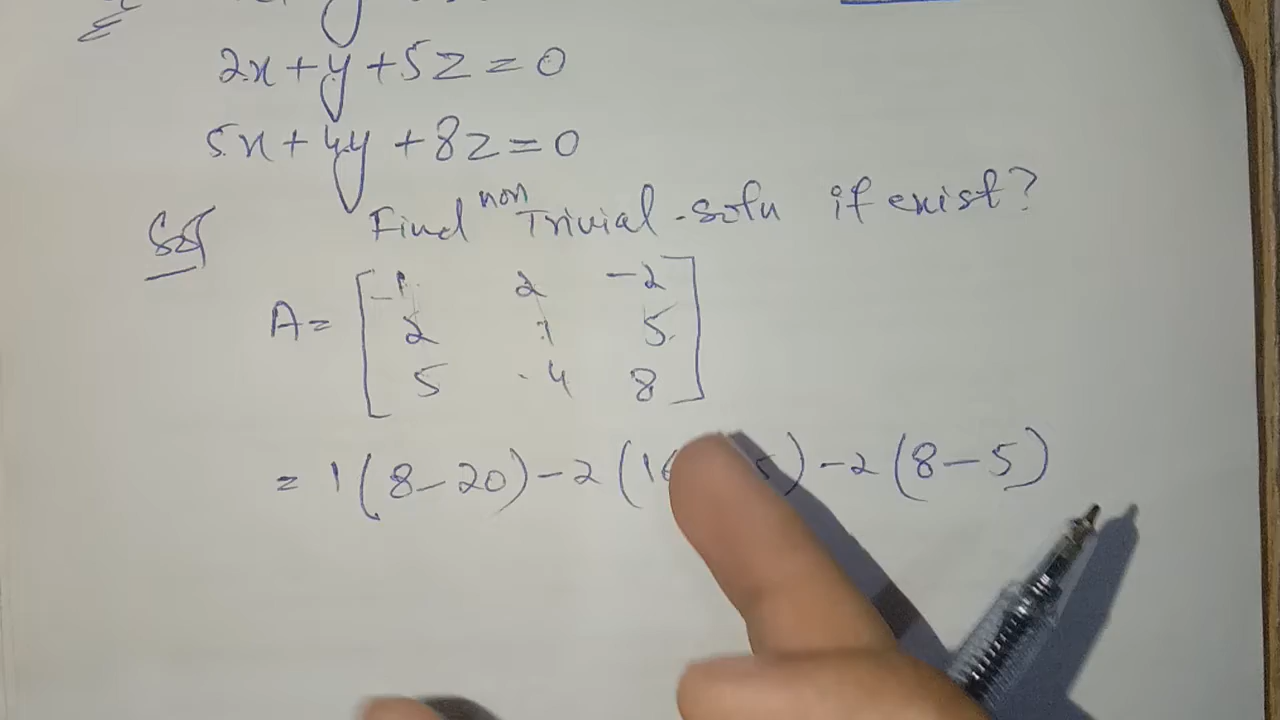 2x+y+5z=0
5x+4y+8z=0
Sol Find non Trivial-soln if exist?
A= [ 1 2 -2
2 1 5
5 4 8 ]
= 1(8-20)-2(16 )-2(8-5)